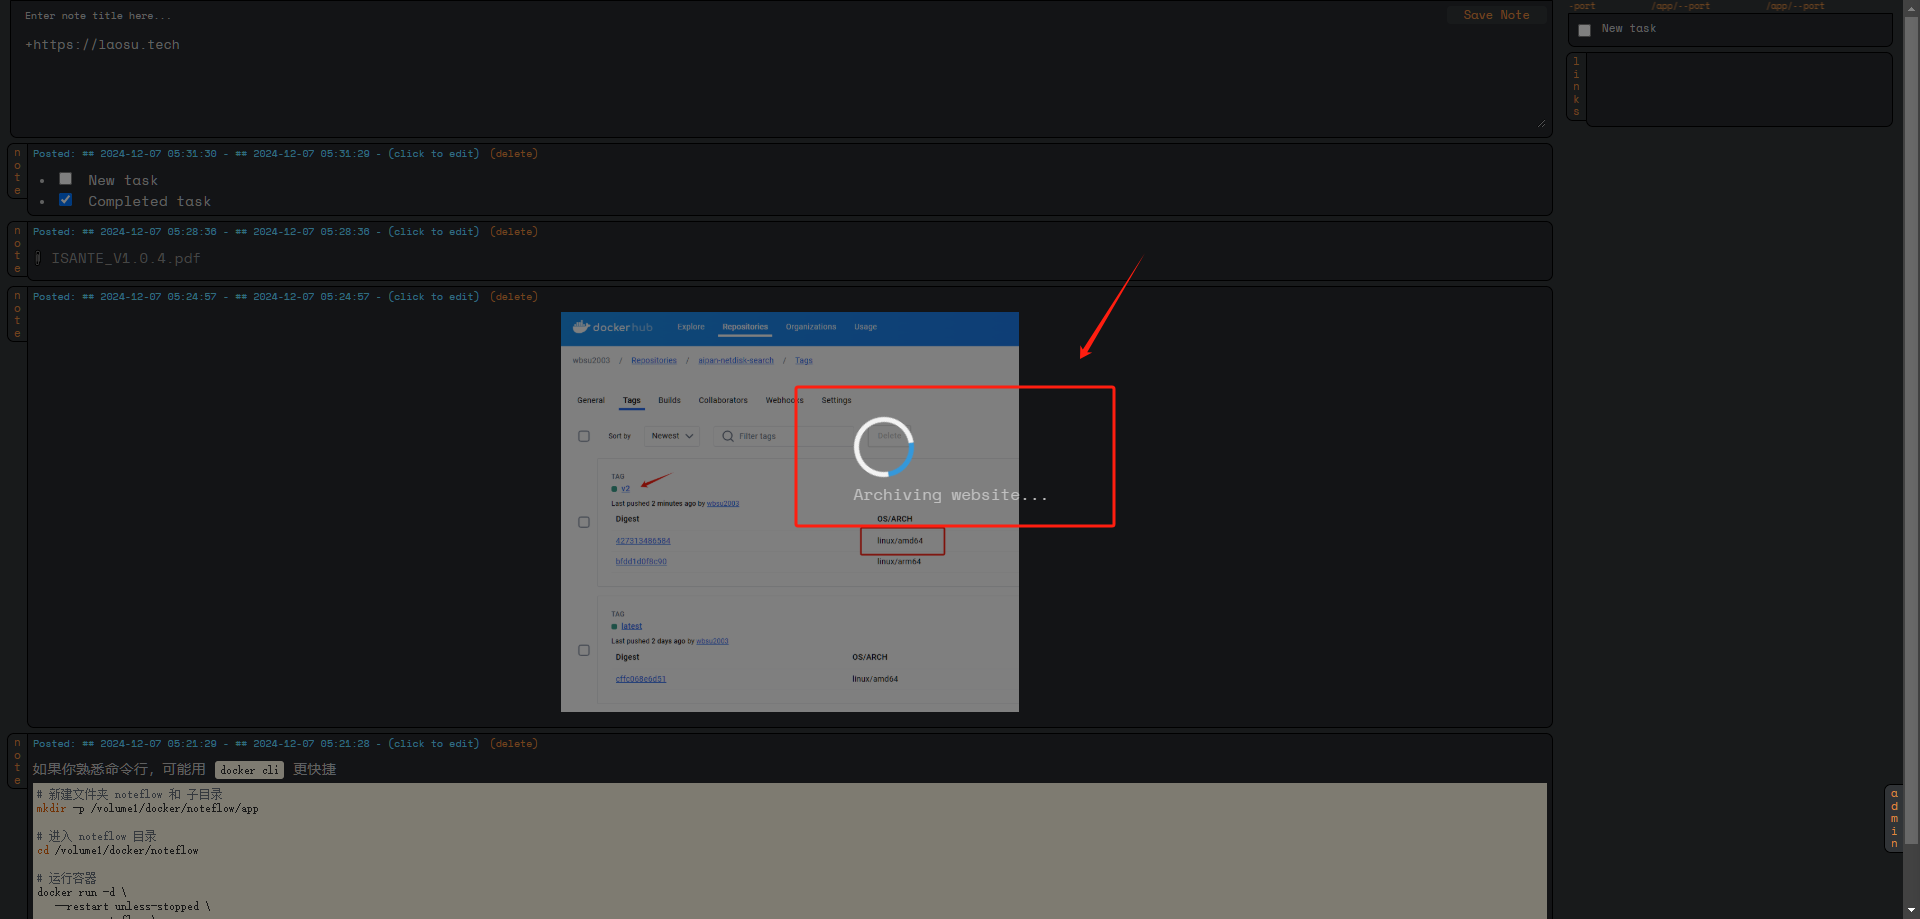 Enter note title here...
Save Note
+https://laosu.tech
-port /app/--port /app/--port
New task
links
note
Posted: ## 2024-12-07 05:31:30 - ## 2024-12-07 05:31:29 - (click to edit) (delete)
New task
Completed task
note
Posted: ## 2024-12-07 05:28:36 - ## 2024-12-07 05:28:36 - (click to edit) (delete)
ISANTE_V1.0.4.pdf
note
Posted: ## 2024-12-07 05:24:57 - ## 2024-12-07 05:24:57 - (click to edit) (delete)
dockerhub Explore Repositories Organizations Usage
wbsu2003 / Repositories / aipan-netdisk-search / Tags
General Tags Builds Collaborators Webhooks Settings
Sort by Newest Filter tags Delete
TAG
v2
Archiving website...
Last pushed 2 minutes ago by wbsu2003
Digest OS/ARCH
427313486584 linux/amd64
bfdd1d0f8c90 linux/arm64
TAG
latest
Last pushed 2 days ago by wbsu2003
Digest OS/ARCH
cffc068e6d51 linux/amd64
note
Posted: ## 2024-12-07 05:21:29 - ## 2024-12-07 05:21:28 - (click to edit) (delete)
如果你熟悉命令行，可能用 docker cli 更快捷
# 新建文件夹 noteflow 和 子目录
mkdir -p /volume1/docker/noteflow/app
# 进入 noteflow 目录
cd /volume1/docker/noteflow
# 运行容器
docker run -d \
--restart unless-stopped \
admin